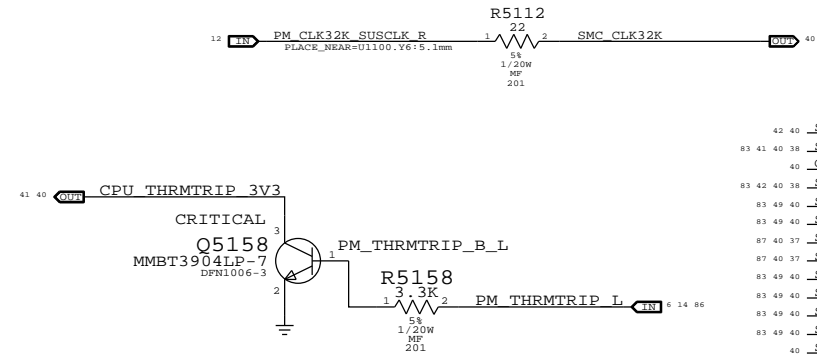 R5112
22
12 IN PM_CLK32K_SUSCLK_R 1 2 SMC_CLK32K OUT 40
PLACE_NEAR=U1100.Y6:5.1mm
5%
1/20W
MF
201
42 40
83 41 40 38
40
83 42 40 38
83 49 40
83 49 40
87 40 37
87 40 37
83 49 40
83 49 40
83 49 40
83 49 40
40
41 40 OUT CPU_THRMTRIP_3V3
CRITICAL
3
Q5158
MMBT3904LP-7
DFN1006-3
1
PM_THRMTRIP_B_L
2
R5158
3.3K
1 2 PM_THRMTRIP_L IN 6 14 86
5%
1/20W
MF
201